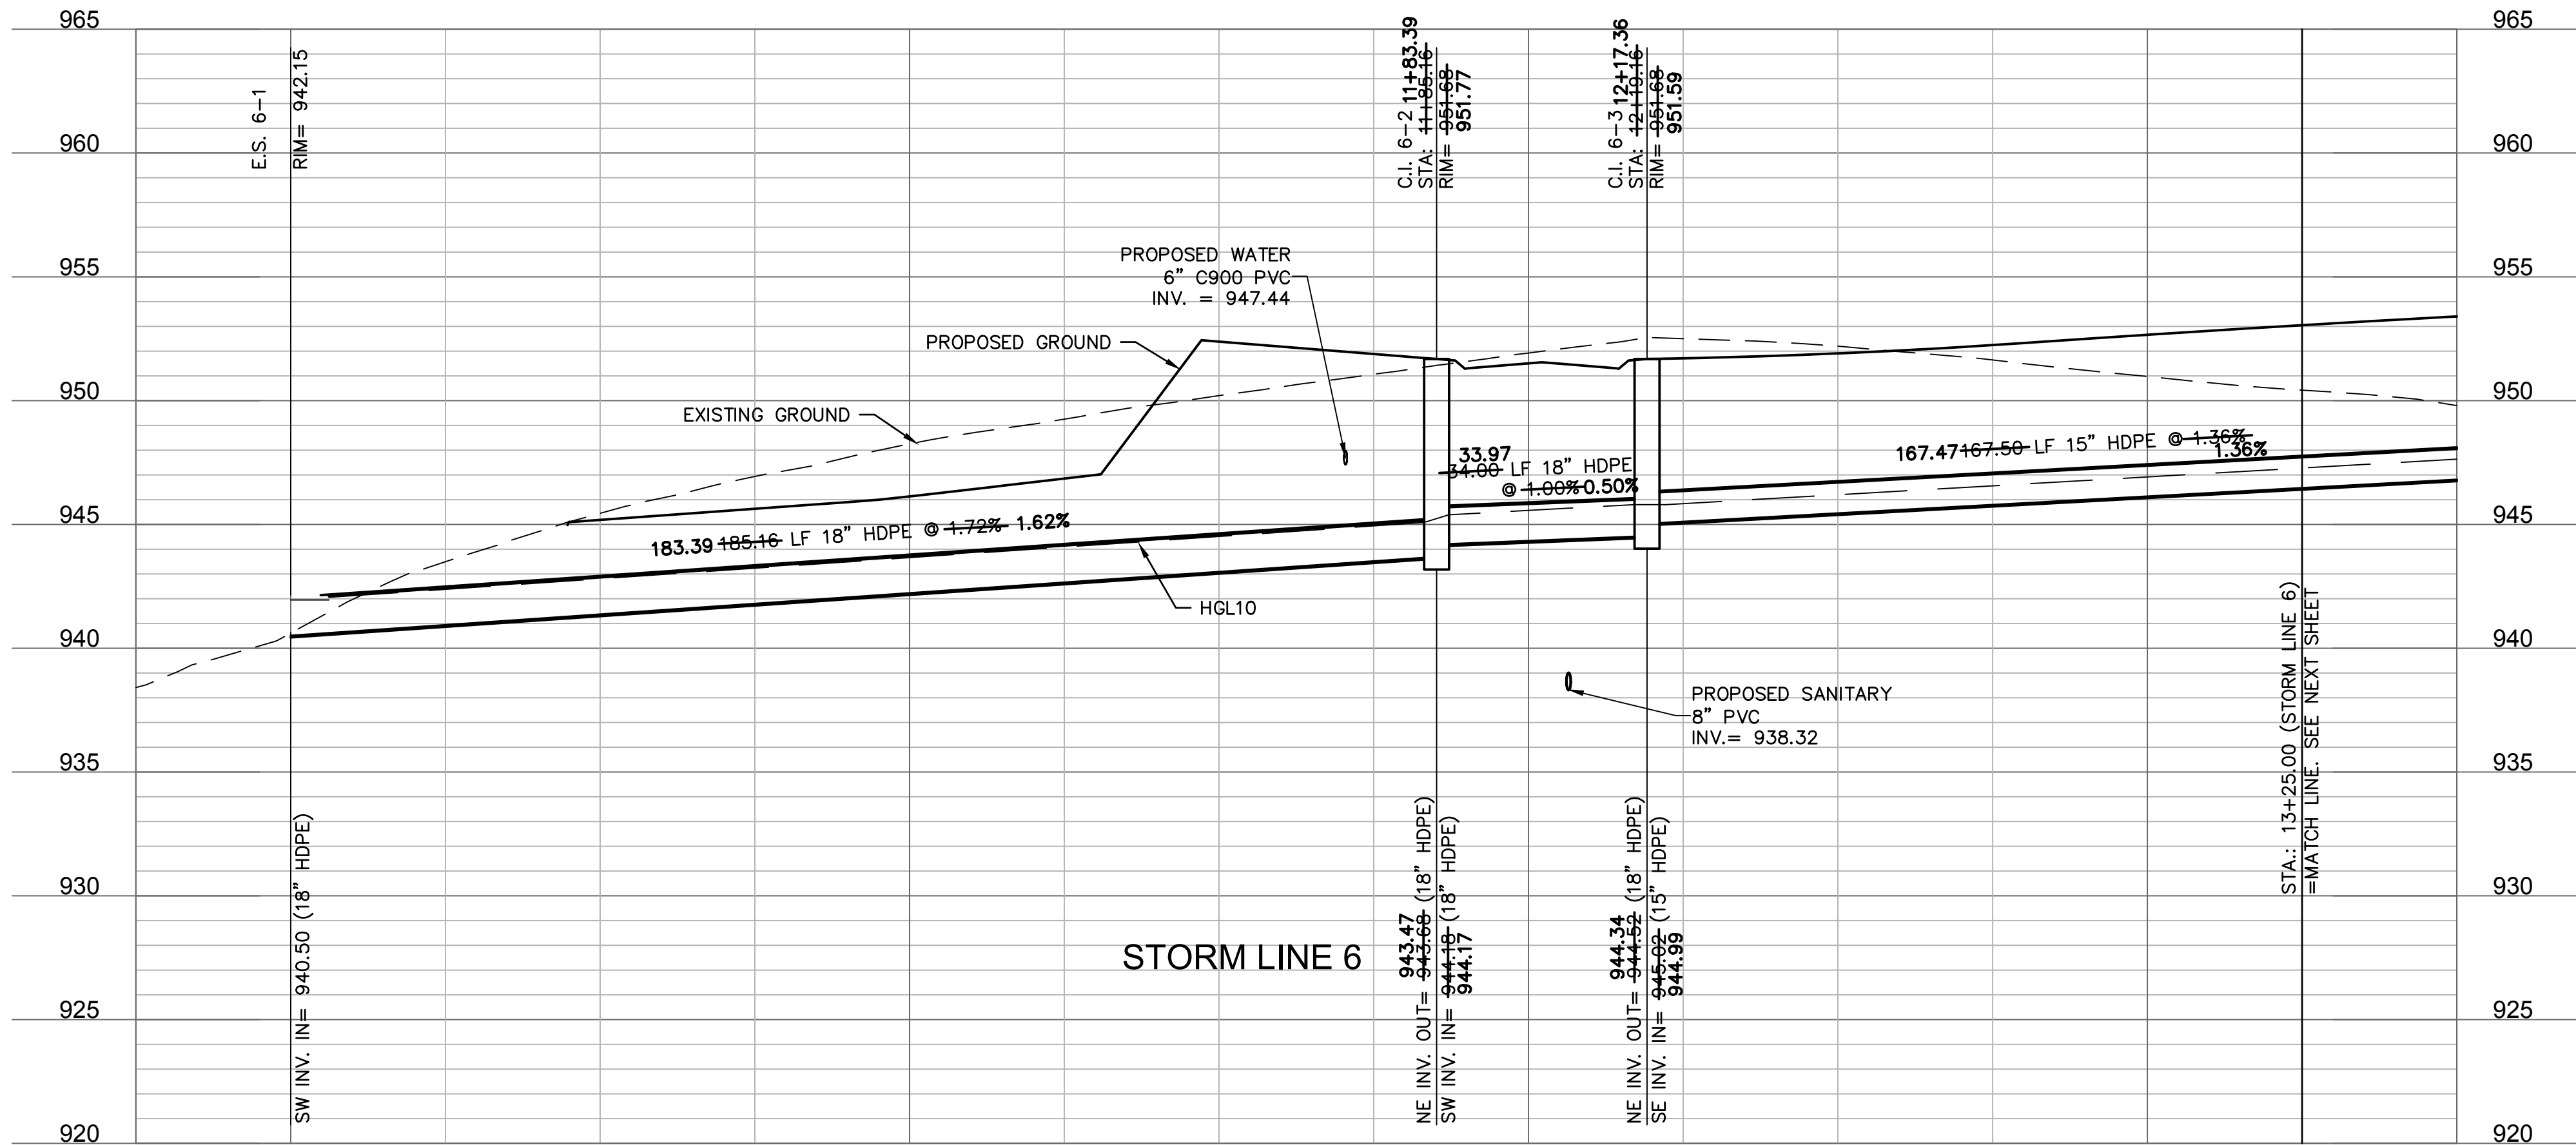 965
960
955
950
945
940
935
930
925
920
965
960
955
950
945
940
935
930
925
920
E.S. 6-1
RIM= 942.15
C.I. 6-2 11+83.39
STA: 11+85.16
RIM= 951.68
951.77
C.I. 6-3 12+17.36
STA: 12+19.16
RIM= 951.68
951.59
PROPOSED WATER
6" C900 PVC
INV. = 947.44
PROPOSED GROUND
EXISTING GROUND
183.39 185.16 LF 18" HDPE @ 1.72% 1.62%
33.97
34.00 LF 18" HDPE
@ 1.00% 0.50%
167.47 167.50 LF 15" HDPE @ 1.36%
1.36%
HGL10
PROPOSED SANITARY
8" PVC
INV.= 938.32
STA.: 13+25.00 (STORM LINE 6)
=MATCH LINE. SEE NEXT SHEET
SW INV. IN= 940.50 (18" HDPE)
STORM LINE 6
943.47
NE INV. OUT= 943.68 (18" HDPE)
SW INV. IN= 944.18 (18" HDPE)
944.17
944.34
NE INV. OUT= 944.52 (18" HDPE)
SE INV. IN= 945.02 (15" HDPE)
944.99